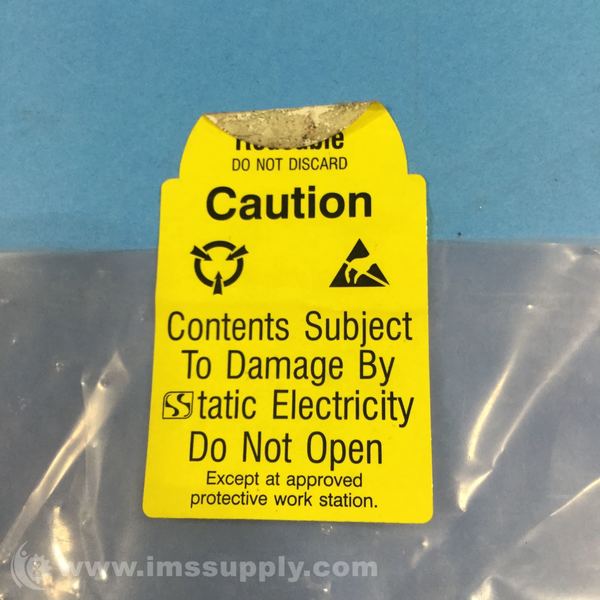 DO NOT DISCARD
Caution
Contents Subject
To Damage By
Static Electricity
Do Not Open
Except at approved
protective work station.
www.imssupply.com